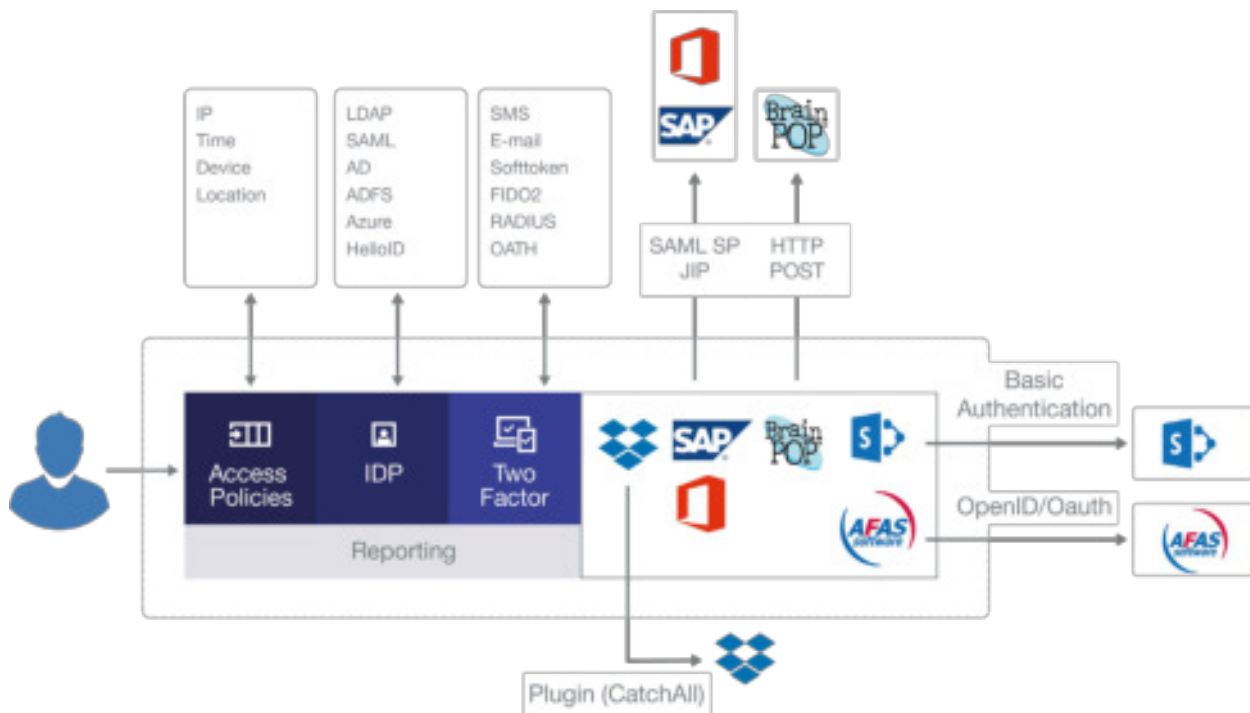 IP
Time
Device
Location
LDAP
SAML
AD
ADFS
Azure
HelloID
SMS
E-mail
Softtoken
FIDO2
RADIUS
OATH
SAP
Brain
POP
SAML SP
JIP
HTTP
POST
Access
Policies
IDP
Two
Factor
Reporting
SAP
Brain
POP
S
AFAS
software
Basic
Authentication
S
OpenID/Oauth
AFAS
software
Plugin (CatchAll)